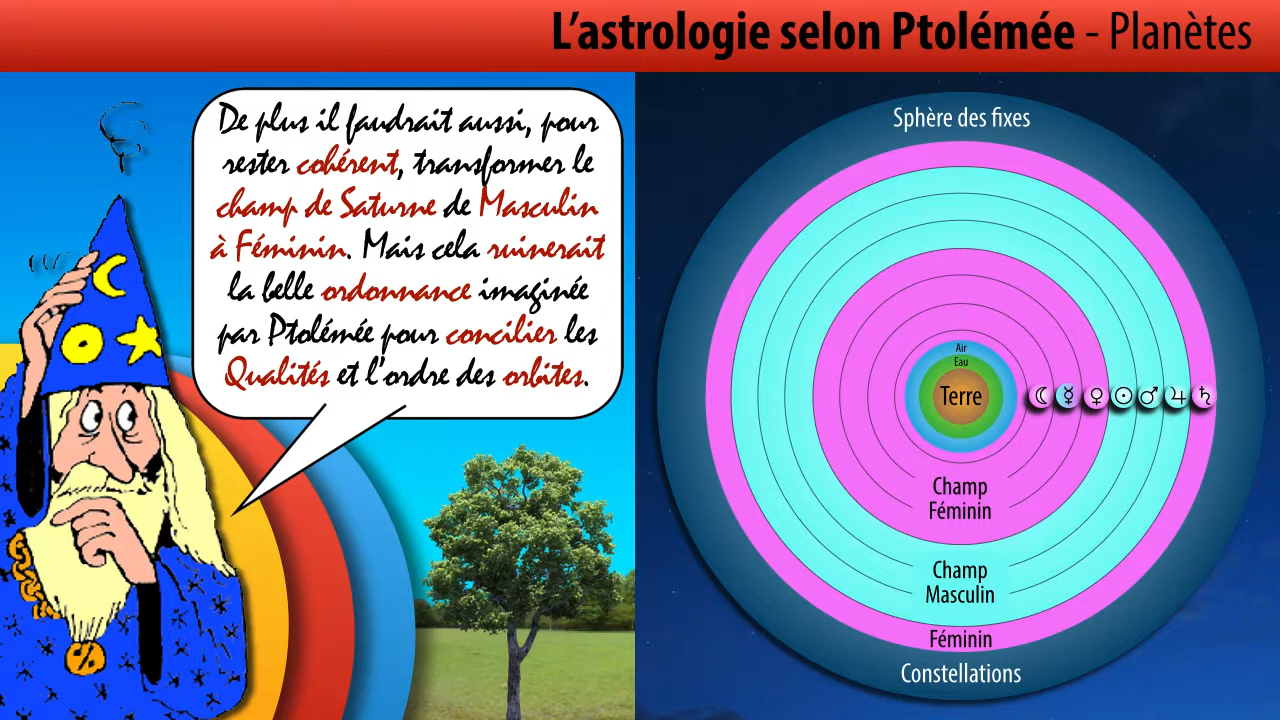 L'astrologie selon Ptolémée - Planètes
De plus il faudrait aussi, pour
rester cohérent, transformer le
champ de Saturne de Masculin
à Féminin. Mais cela ruinerait
la belle ordonnance imaginée
par Ptolémée pour concilier les
Qualités et l'ordre des orbites.
Sphère des fixes
Air
Eau
Terre
☾ ☿ ♀ ☉ ♂ ♃ ♄
Champ
Féminin
Champ
Masculin
Féminin
Constellations